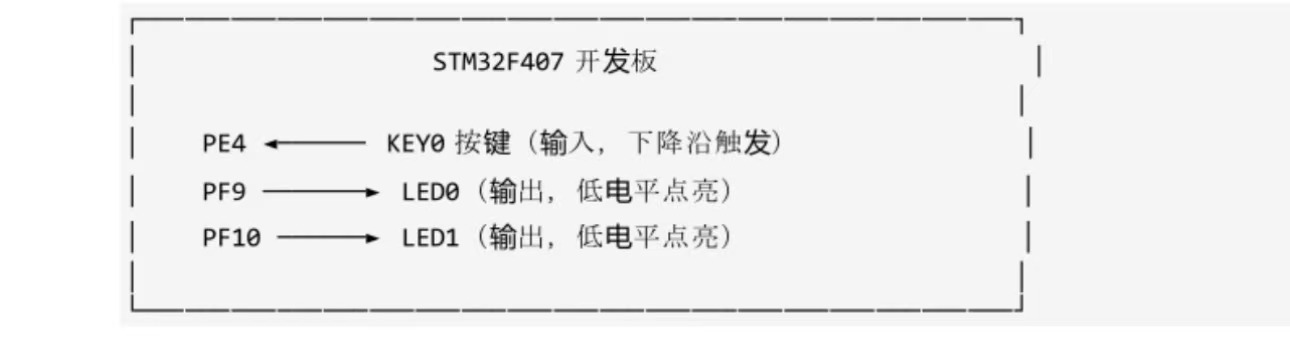 STM32F407 开发板
PE4 ← KEY0 按键（输入，下降沿触发）
PF9 → LED0（输出，低电平点亮）
PF10 → LED1（输出，低电平点亮）